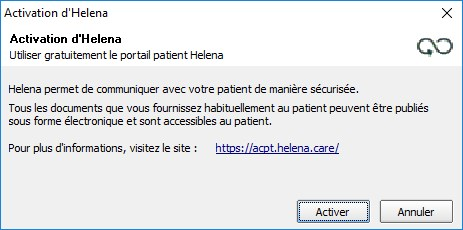 Activation d'Helena
Activation d'Helena
Utiliser gratuitement le portail patient Helena
Helena permet de communiquer avec votre patient de manière sécurisée.
Tous les documents que vous fournissez habituellement au patient peuvent être publiés
sous forme électronique et sont accessibles au patient.
Pour plus d'informations, visitez le site : https://acpt.helena.care/
Activer Annuler